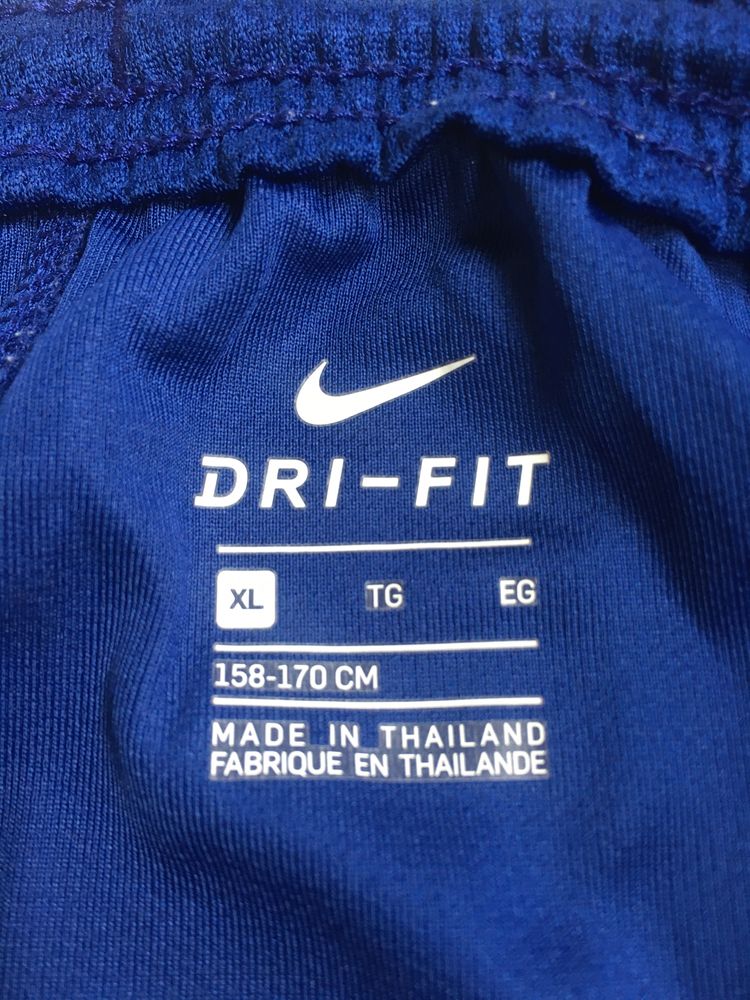 DRI-FIT
XL TG EG
158-170 CM
MADE IN THAILAND
FABRIQUE EN THAILANDE